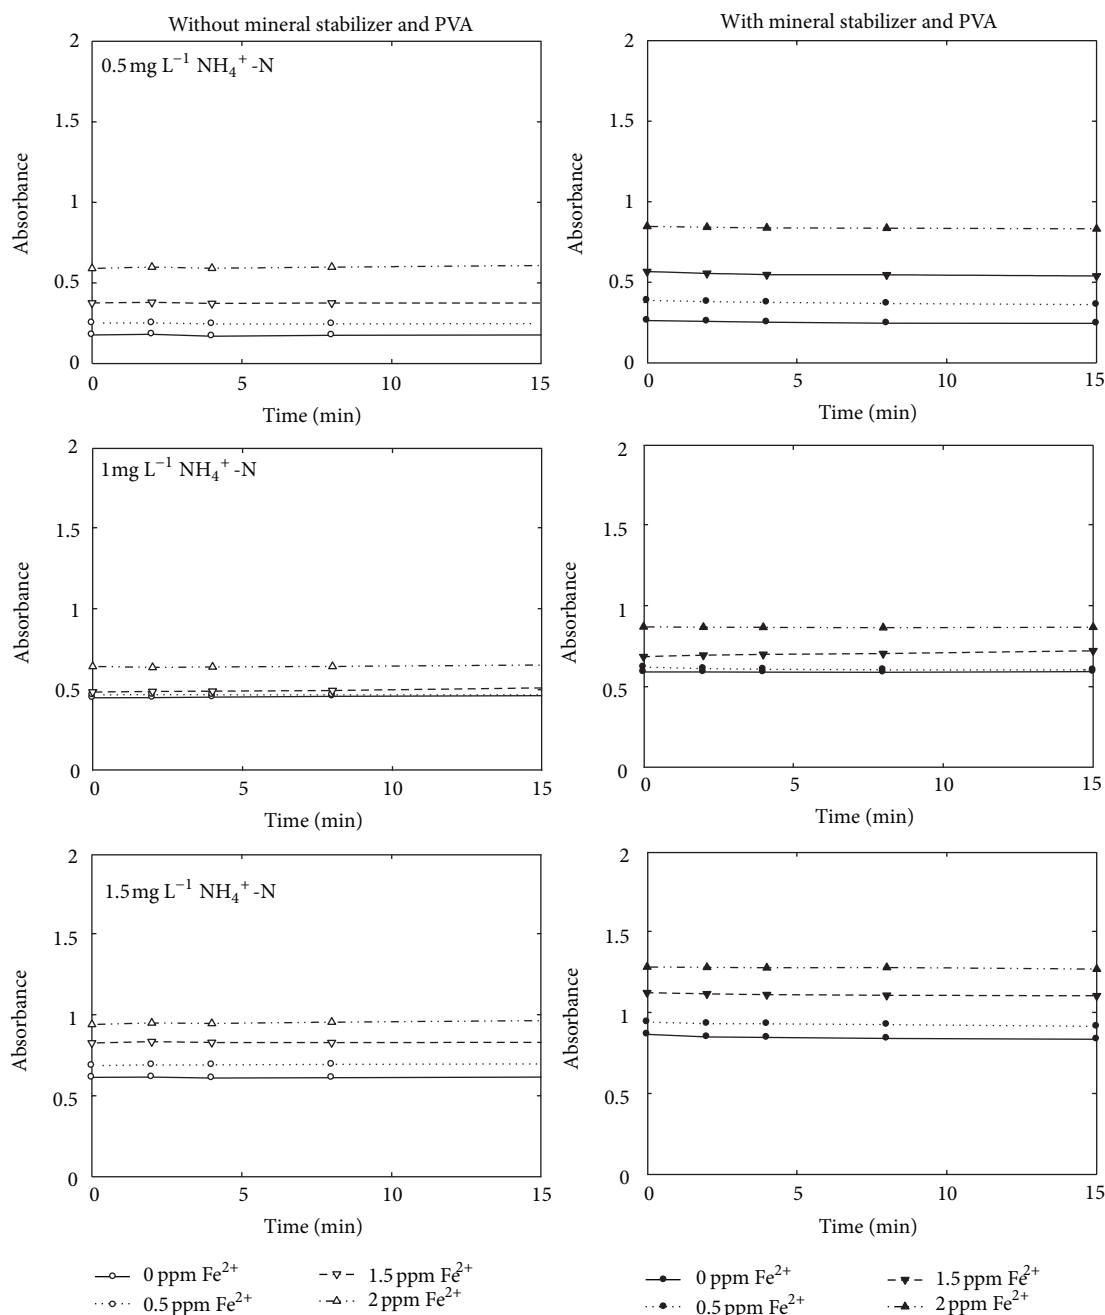 Without mineral stabilizer and PVA
With mineral stabilizer and PVA
2
1.5
1
0.5
0
Absorbance
0.5 mg L⁻¹ NH₄⁺ -N
0
5
10
15
Time (min)
2
1.5
1
0.5
0
Absorbance
0
5
10
15
Time (min)
2
1.5
1
0.5
0
Absorbance
1 mg L⁻¹ NH₄⁺ -N
0
5
10
15
Time (min)
2
1.5
1
0.5
0
Absorbance
0
5
10
15
Time (min)
2
1.5
1
0.5
0
Absorbance
1.5 mg L⁻¹ NH₄⁺ -N
0
5
10
15
Time (min)
2
1.5
1
0.5
0
Absorbance
0
5
10
15
Time (min)
0 ppm Fe²⁺
0.5 ppm Fe²⁺
1.5 ppm Fe²⁺
2 ppm Fe²⁺
0 ppm Fe²⁺
0.5 ppm Fe²⁺
1.5 ppm Fe²⁺
2 ppm Fe²⁺